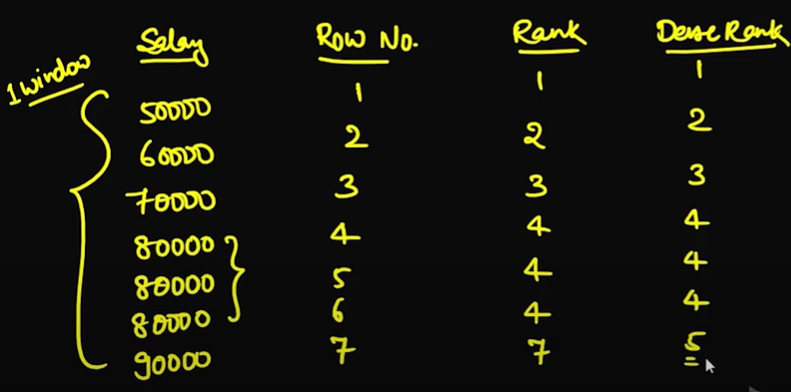 Salary Row No. Rank Dense Rank
1 window
50000 1 1 1
60000 2 2 2
70000 3 3 3
80000 4 4 4
80000 5 4 4
80000 6 4 4
90000 7 7 5